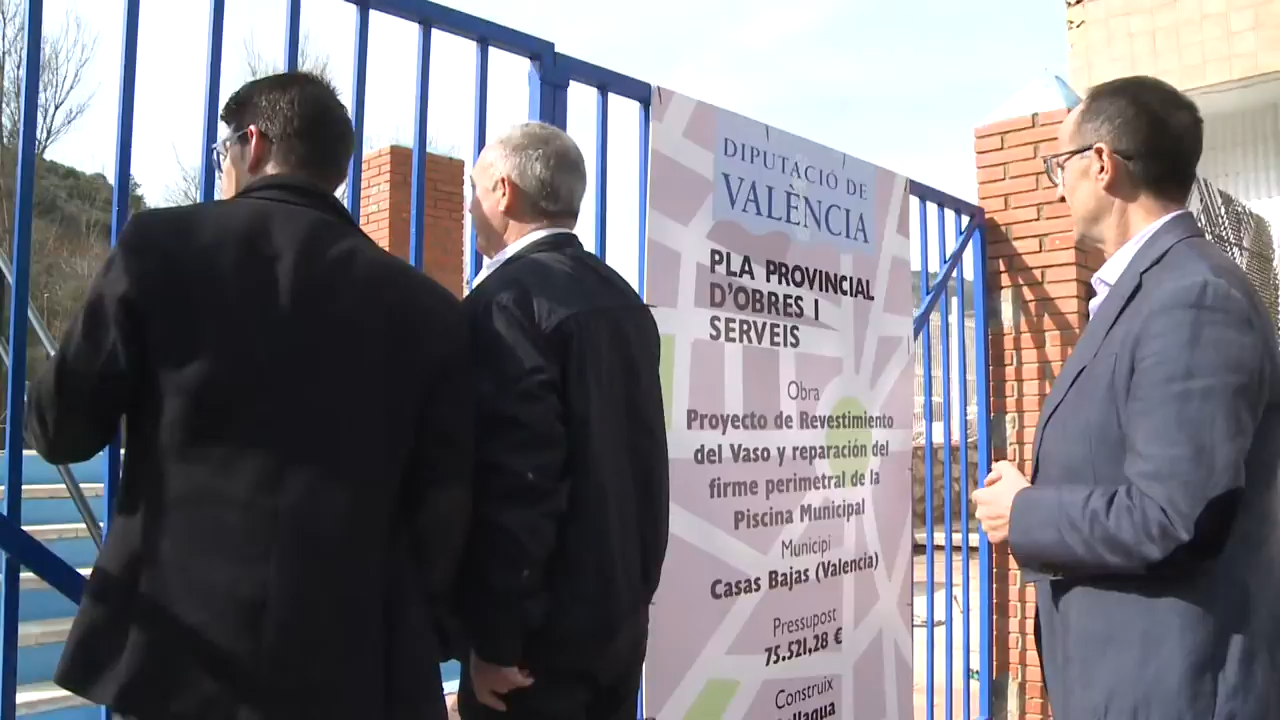 DIPUTACIÓ DE
VALÈNCIA
PLA PROVINCIAL
D'OBRES I
SERVEIS
Obra
Proyecto de Revestimiento
del Vaso y reparación del
firme perimetral de la
Piscina Municipal
Municipi
Casas Bajas (Valencia)
Pressupost
75.521,28 €
Construix